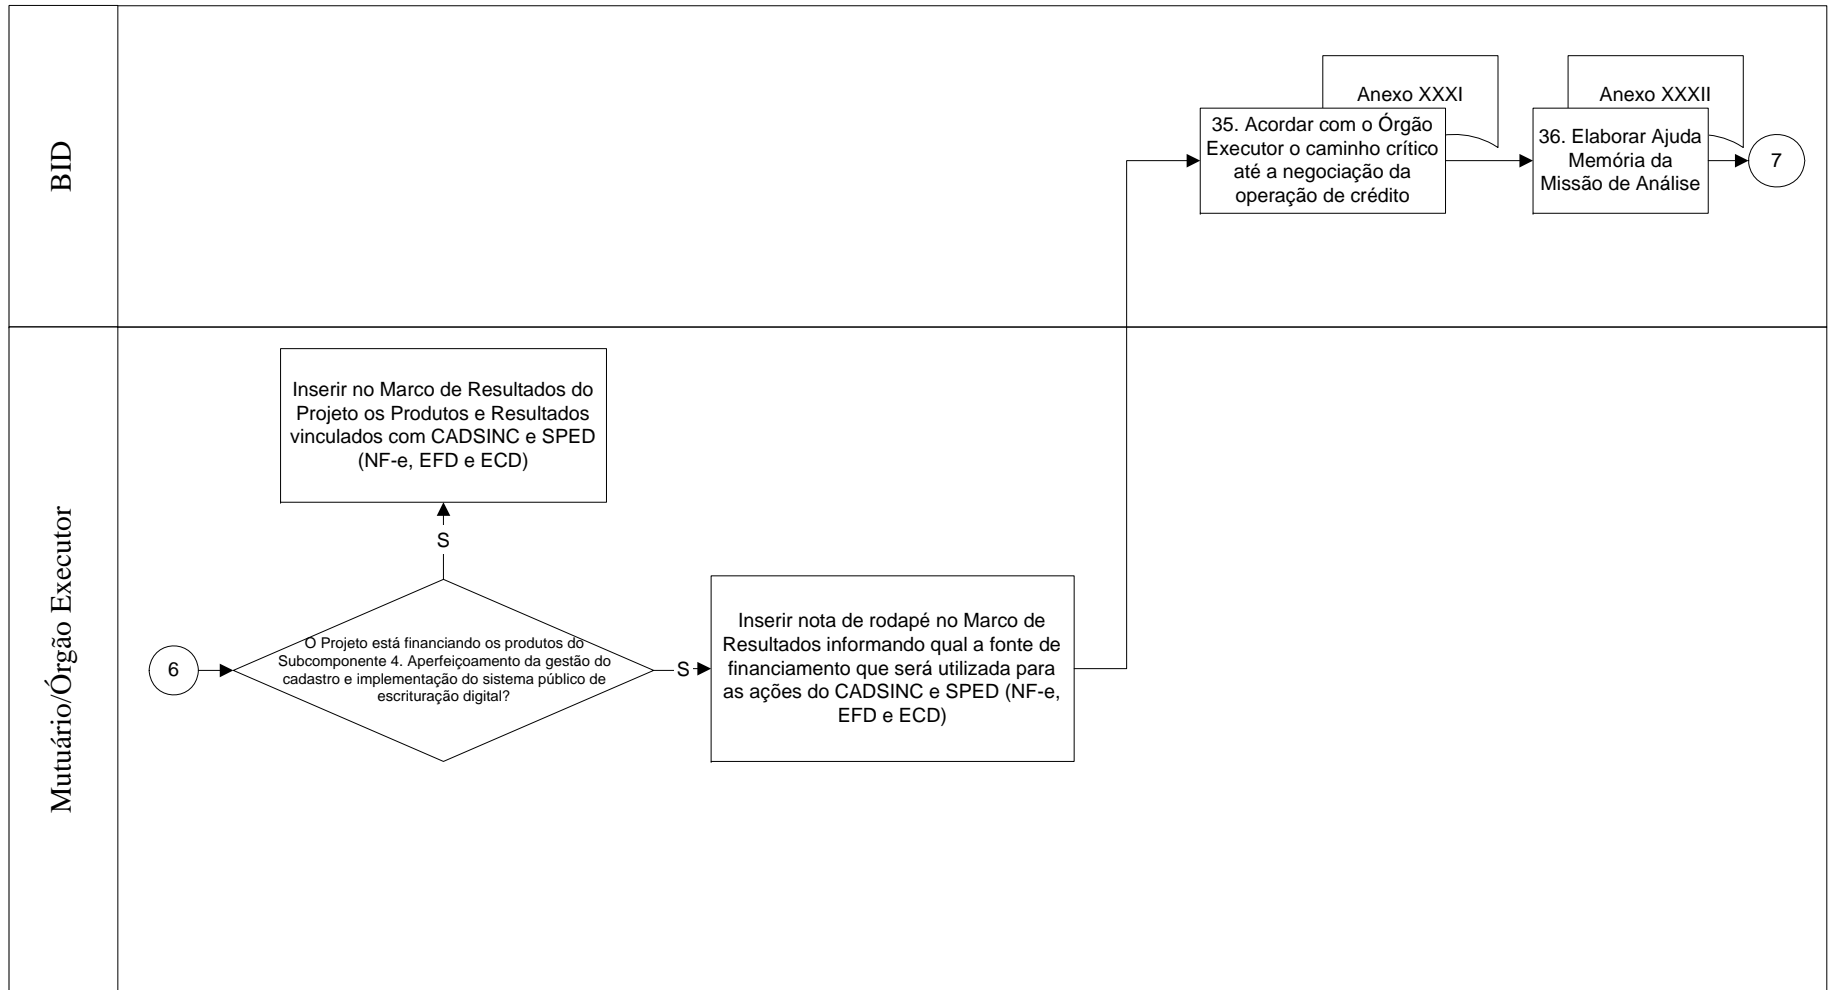 BID
Anexo XXXI
35. Acordar com o Órgão
Executor o caminho crítico
até a negociação da
operação de crédito
Anexo XXXII
36. Elaborar Ajuda
Memória da
Missão de Análise
7
Mutuário/Órgão Executor
Inserir no Marco de Resultados do
Projeto os Produtos e Resultados
vinculados com CADSINC e SPED
(NF-e, EFD e ECD)
S
6
O Projeto está financiando os produtos do
Subcomponente 4. Aperfeiçoamento da gestão do
cadastro e implementação do sistema público de
escrituração digital?
S
Inserir nota de rodapé no Marco de
Resultados informando qual a fonte de
financiamento que será utilizada para
as ações do CADSINC e SPED (NF-e,
EFD e ECD)